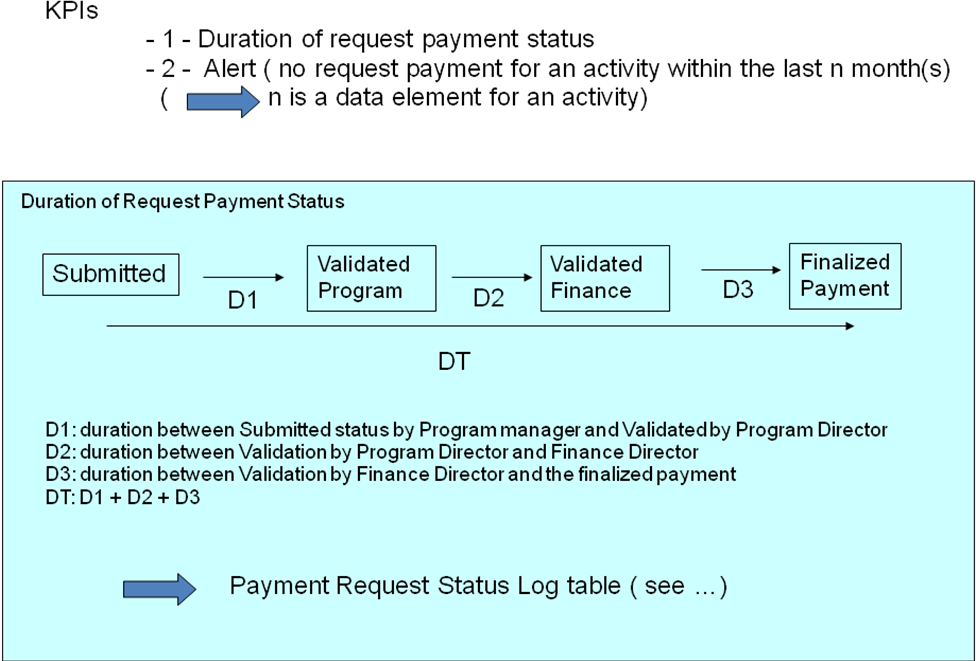 KPIs
- 1 - Duration of request payment status
- 2 - Alert ( no request payment for an activity within the last n month(s)
( n is a data element for an activity)
Duration of Request Payment Status
Submitted
D1
Validated
Program
D2
Validated
Finance
D3
Finalized
Payment
DT
D1: duration between Submitted status by Program manager and Validated by Program Director
D2: duration between Validation by Program Director and Finance Director
D3: duration between Validation by Finance Director and the finalized payment
DT: D1 + D2 + D3
Payment Request Status Log table ( see ...)